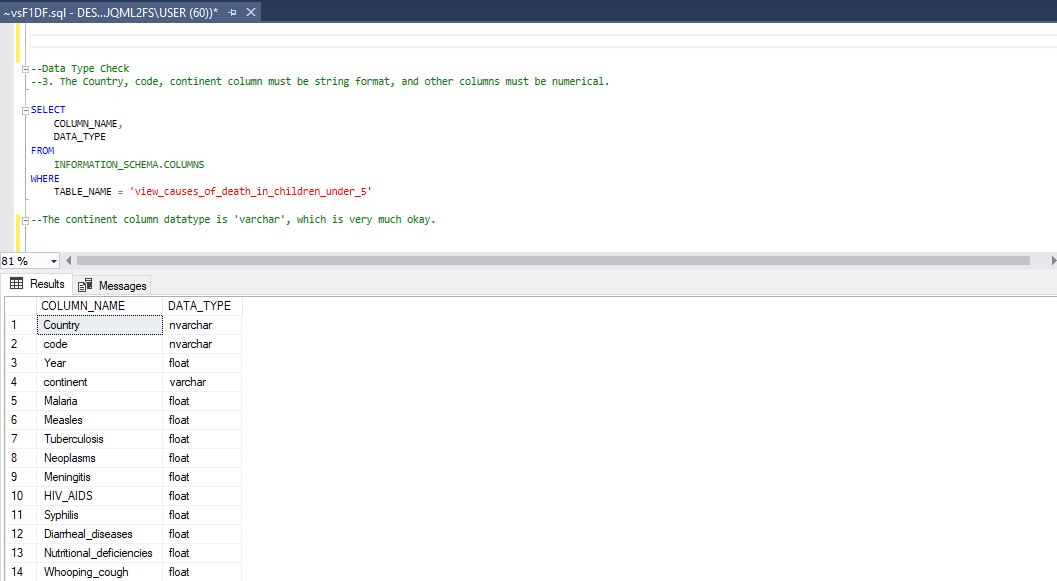 ~vsF1DF.sql - DES...JQML2FS\USER (60))*
--Data Type Check
--3. The Country, code, continent column must be string format, and other columns must be numerical.
SELECT
COLUMN_NAME,
DATA_TYPE
FROM
INFORMATION_SCHEMA.COLUMNS
WHERE
TABLE_NAME = 'view_causes_of_death_in_children_under_5'
--The continent column datatype is 'varchar', which is very much okay.
81 %
Results Messages
COLUMN_NAME DATA_TYPE
1 Country nvarchar
2 code nvarchar
3 Year float
4 continent varchar
5 Malaria float
6 Measles float
7 Tuberculosis float
8 Neoplasms float
9 Meningitis float
10 HIV_AIDS float
11 Syphilis float
12 Diarrheal_diseases float
13 Nutritional_deficiencies float
14 Whooping_cough float